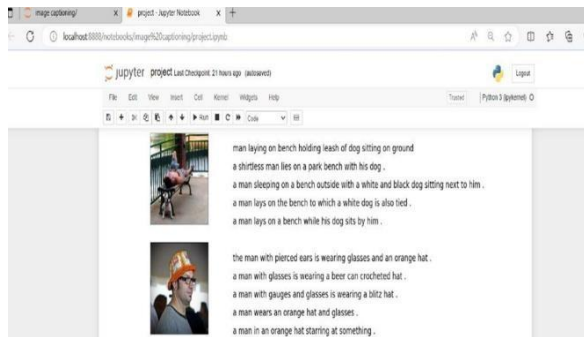 image captioning/
project - Jupyter Notebook
localhost:8888/notebooks/image%20captioning/project.ipynb
jupyter project Last Checkpoint: 21 hours ago (autosaved)
Logout
File Edit View Insert Cell Kernel Widgets Help
Trusted
Python 3 (ipykernel)
Run
Code
man laying on bench holding leash of dog sitting on ground
a shirtless man lies on a park bench with his dog .
a man sleeping on a bench outside with a white and black dog sitting next to him .
a man lays on the bench to which a white dog is also tied .
a man lays on a bench while his dog sits by him .
the man with pierced ears is wearing glasses and an orange hat .
a man with glasses is wearing a beer can crocheted hat .
a man with gauges and glasses is wearing a blitz hat .
a man wears an orange hat and glasses .
a man in an orange hat starring at something .